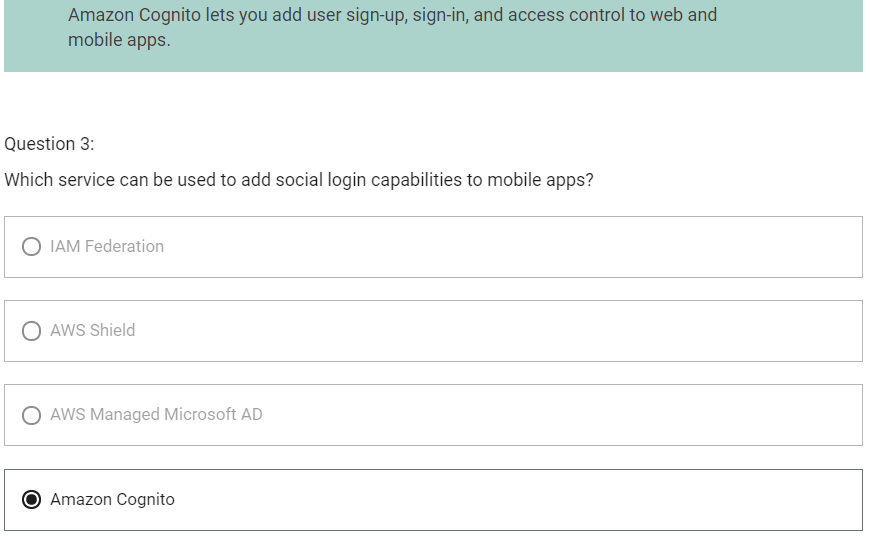 Amazon Cognito lets you add user sign-up, sign-in, and access control to web and
mobile apps.
Question 3:
Which service can be used to add social login capabilities to mobile apps?
IAM Federation
AWS Shield
AWS Managed Microsoft AD
Amazon Cognito